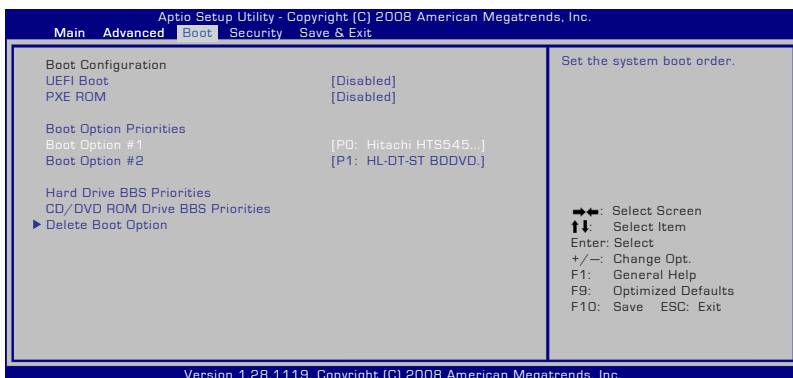 Aptio Setup Utility - Copyright (C) 2008 American Megatrends, Inc.
Main Advanced Boot Security Save & Exit
Boot Configuration
UEFI Boot [Disabled]
PXE ROM [Disabled]
Boot Option Priorities
Boot Option #1 [P0: Hitachi HTS545...]
Boot Option #2 [P1: HL-DT-ST BDDVD.]
Hard Drive BBS Priorities
CD/DVD ROM Drive BBS Priorities
Delete Boot Option
Set the system boot order.
→←: Select Screen
↑↓: Select Item
Enter: Select
+/—: Change Opt.
F1: General Help
F9: Optimized Defaults
F10: Save ESC: Exit
Version 1.28.1119. Copyright (C) 2008 American Megatrends, Inc.